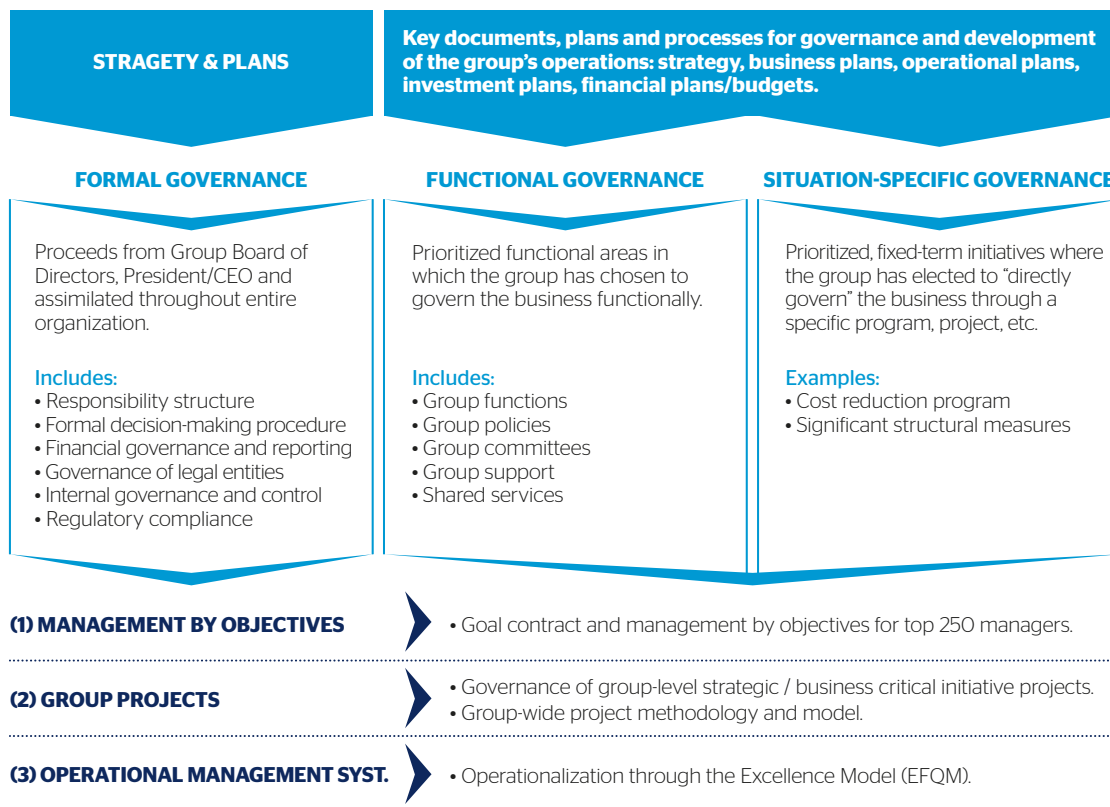 STRAGETY & PLANS
Key documents, plans and processes for governance and development
of the group's operations: strategy, business plans, operational plans,
investment plans, financial plans/budgets.
FORMAL GOVERNANCE
Proceeds from Group Board of
Directors, President/CEO and
assimilated throughout entire
organization.
Includes:
• Responsibility structure
• Formal decision-making procedure
• Financial governance and reporting
• Governance of legal entities
• Internal governance and control
• Regulatory compliance
FUNCTIONAL GOVERNANCE
Prioritized functional areas in
which the group has chosen to
govern the business functionally.
Includes:
• Group functions
• Group policies
• Group committees
• Group support
• Shared services
SITUATION-SPECIFIC GOVERNANCE
Prioritized, fixed-term initiatives where
the group has elected to “directly
govern” the business through a
specific program, project, etc.
Examples:
• Cost reduction program
• Significant structural measures
(1) MANAGEMENT BY OBJECTIVES
• Goal contract and management by objectives for top 250 managers.
(2) GROUP PROJECTS
• Governance of group-level strategic / business critical initiative projects.
• Group-wide project methodology and model.
(3) OPERATIONAL MANAGEMENT SYST.
• Operationalization through the Excellence Model (EFQM).